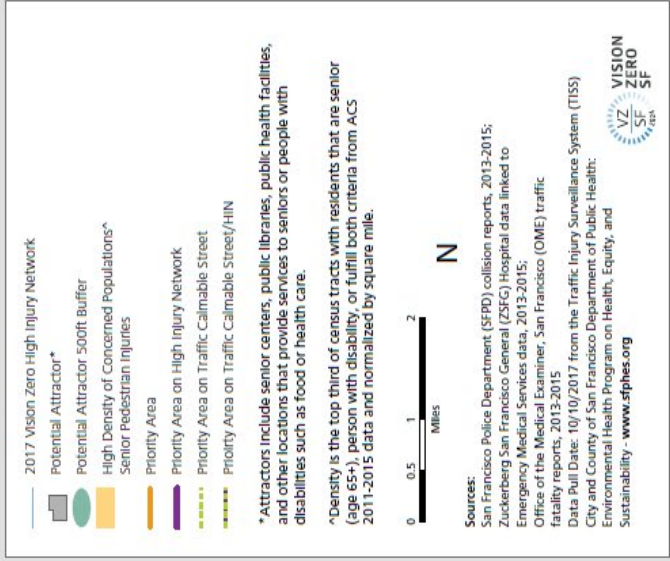 2017 Vision Zero High Injury Network
Potential Attractor*
Potential Attractor 500ft Buffer
High Density of Concerned Populations^
Senior Pedestrian Injuries
Priority Area
Priority Area on High Injury Network
Priority Area on Traffic Calmable Street
Priority Area on Traffic Calmable Street/HIN
*Attractors include senior centers, public libraries, public health facilities,
and other locations that provide services to seniors or people with
disabilities such as food or health care.
^Density is the top third of census tracts with residents that are senior
(age 65+), person with disability, or fulfill both criteria from ACS
2011-2015 data and normalized by square mile.
0 0.5 1 2
Miles
N
Sources:
San Francisco Police Department (SFPD) collision reports, 2013-2015;
Zuckerberg San Francisco General (ZSFG) Hospital data linked to
Emergency Medical Services data, 2013-2015;
Office of the Medical Examiner, San Francisco (OME) traffic
fatality reports, 2013-2015
Data Pull Date: 10/10/2017 from the Traffic Injury Surveillance System (TISS)
City and County of San Francisco Department of Public Health:
Environmental Health Program on Health, Equity, and
Sustainability - www.sfphes.org
VZ
SF
2024
VISION
ZERO
SF